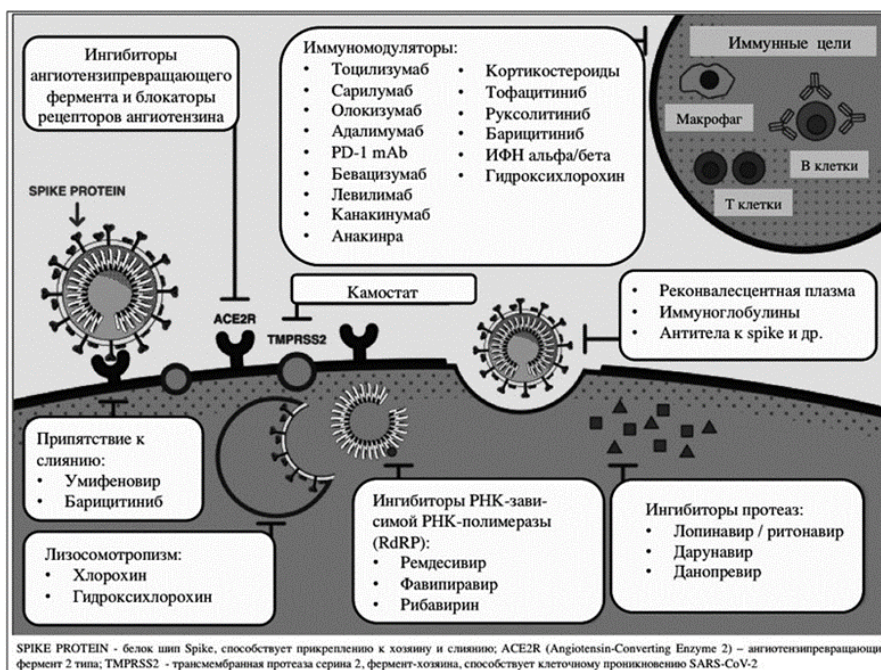 Ингибиторы
ангиотензипревращающего
фермента и блокаторы
рецепторов ангиотензина
Иммуномодуляторы:
• Тоцилизумаб
• Сарилумаб
• Олокизумаб
• Адалимумаб
• PD-1 mAb
• Бевацизумаб
• Левилимаб
• Канакинумаб
• Анакинра
• Кортикостероиды
• Тофацитиниб
• Руксолитиниб
• Барицитиниб
• ИФН альфа/бета
• Гидроксихлорохин
Иммунные цели
Макрофаг
В клетки
Т клетки
SPIKE PROTEIN
ACE2R
TMPRSS2
Камостат
• Реконвалесцентная плазма
• Иммуноглобулины
• Антитела к spike и др.
Припятствие к
слиянию:
• Умифеновир
• Барицитиниб
Лизосомотропизм:
• Хлорохин
• Гидроксихлорохин
Ингибиторы РНК-зави-
симой РНК-полимеразы
(RdRP):
• Ремдесивир
• Фавипиравир
• Рибавирин
Ингибиторы протеаз:
• Лопинавир / ритонавир
• Дарунавир
• Данопревир
SPIKE PROTEIN - белок шип Spike, способствует прикреплению к хозяину и слиянию; ACE2R (Angiotensin-Converting Enzyme 2) – ангиотензипревращающи
фермент 2 типа; TMPRSS2 - трансмембранная протеаза серина 2, фермент-хозяина, способствует клеточному проникновению SARS-CoV-2